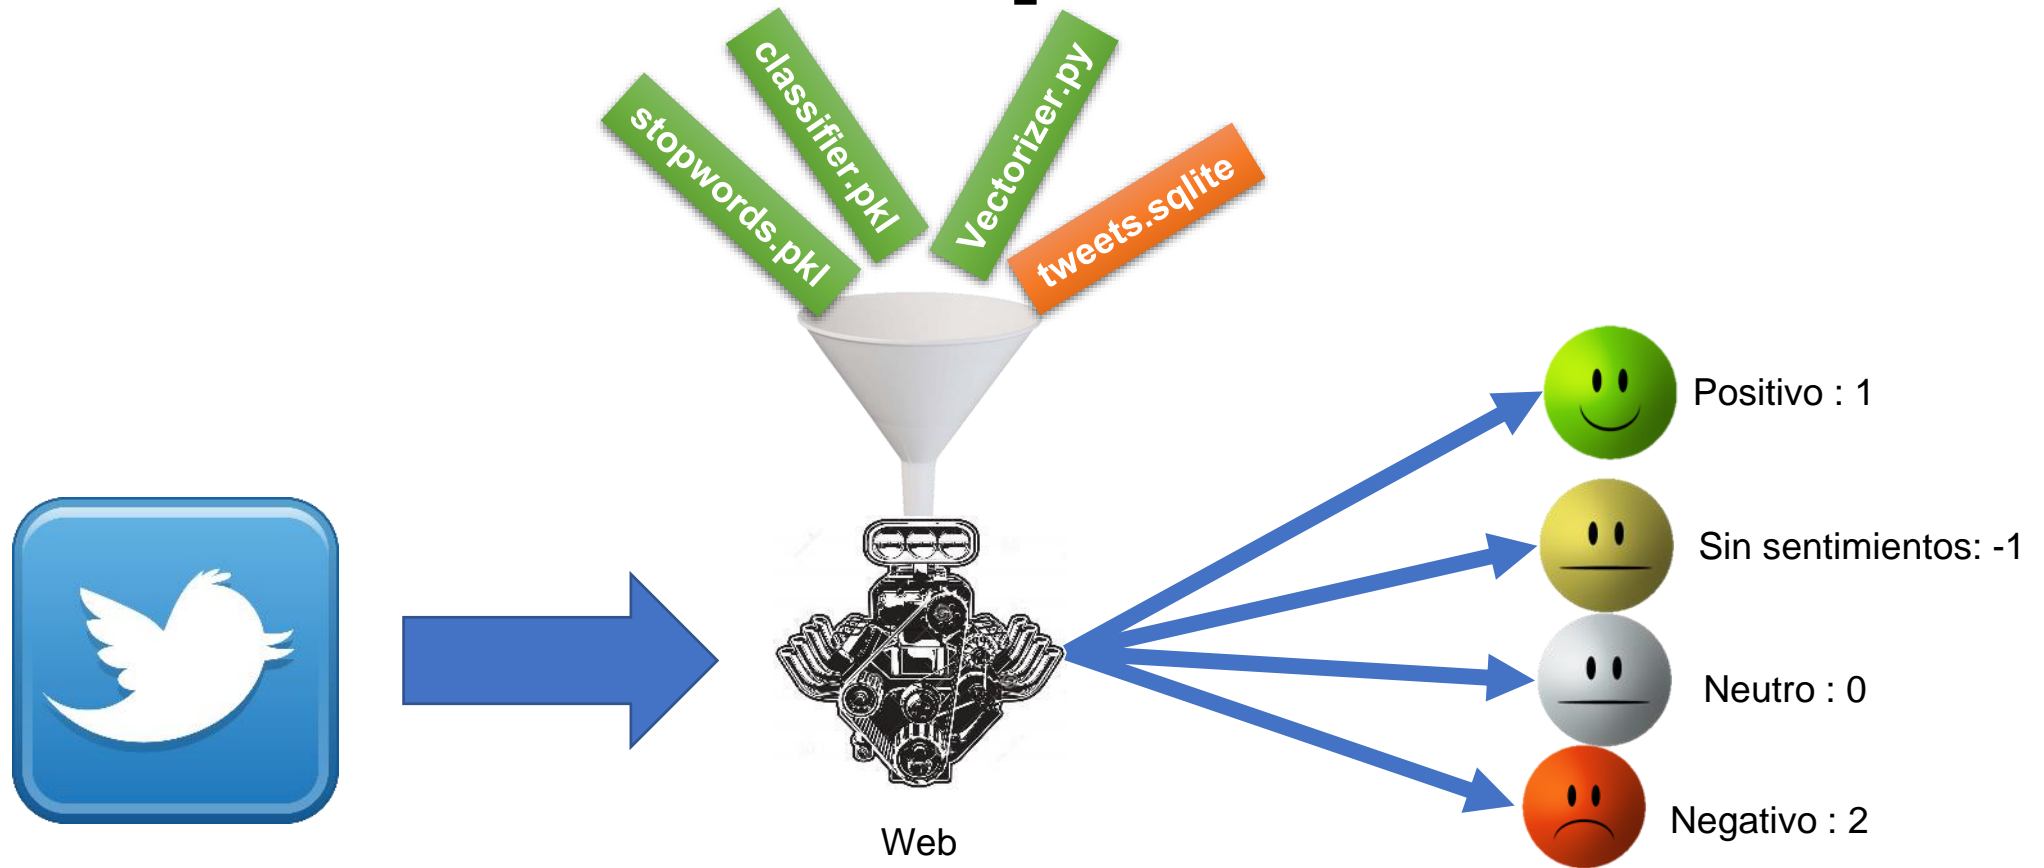 stopwords.pkl
classifier.pkl
Vectorizer.py
tweets.sqlite
Positivo : 1
Sin sentimientos: -1
Neutro : 0
Negativo : 2
Web